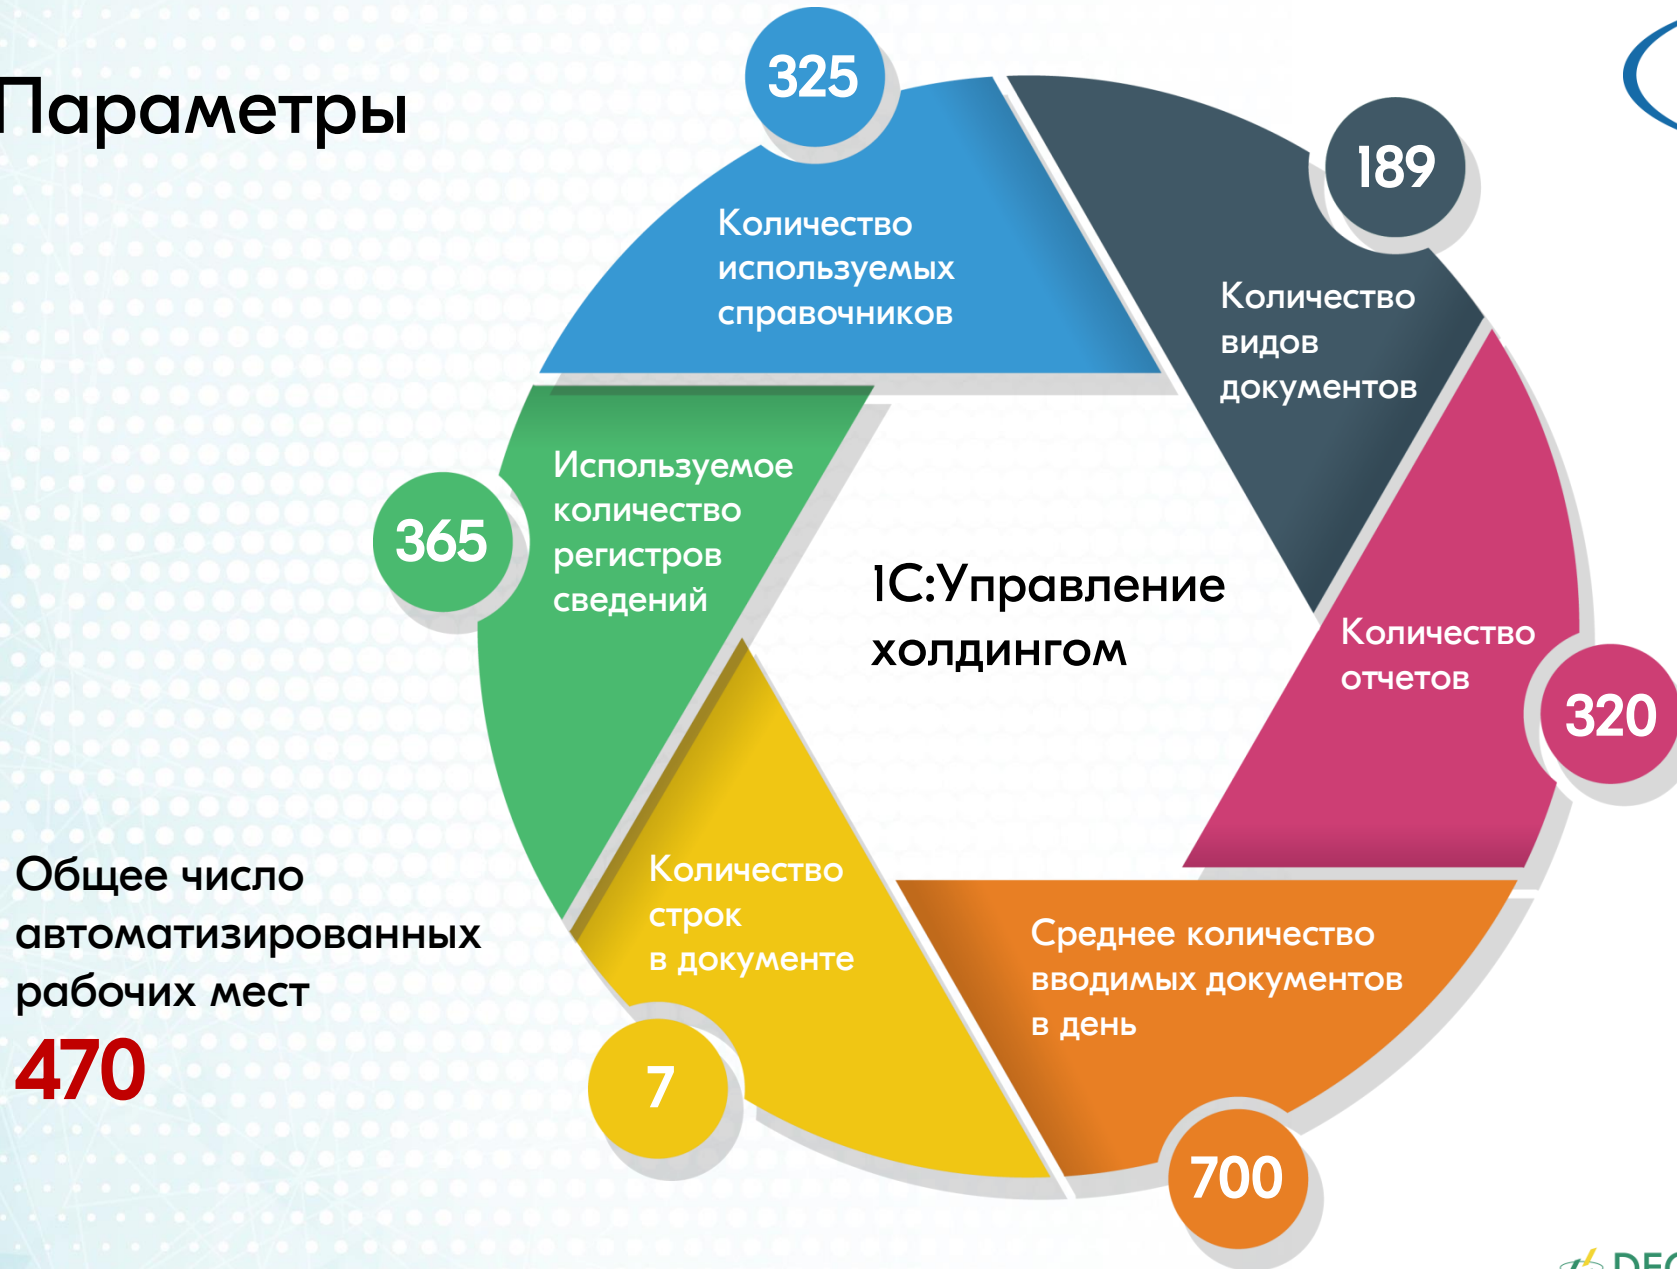 Параметры
325
Количество
используемых
справочников
189
Количество
видов
документов
Используемое
количество
регистров
сведений
365
1С:Управление
холдингом
Количество
отчетов
320
Общее число
автоматизированных
рабочих мест
470
Количество
строк
в документе
7
Среднее количество
вводимых документов
в день
700